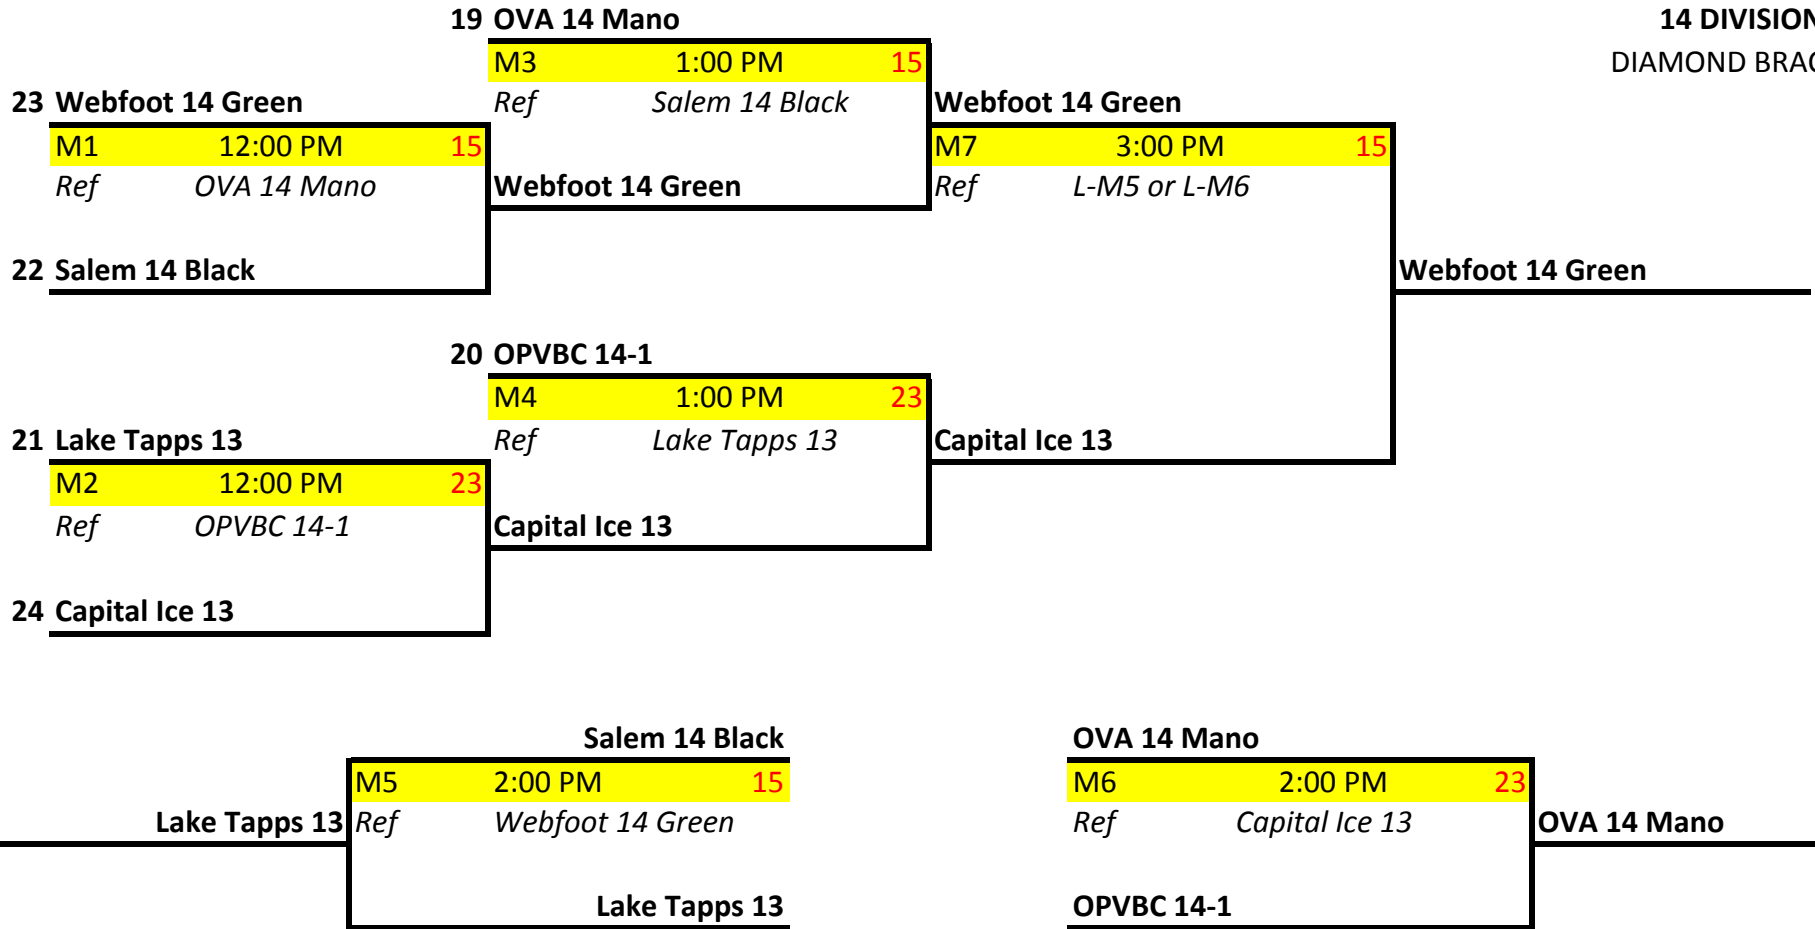 19 OVA 14 Mano
14 DIVISION
M3 1:00 PM 15
DIAMOND BRAC
23 Webfoot 14 Green
Ref Salem 14 Black
Webfoot 14 Green
M1 12:00 PM 15
M7 3:00 PM 15
Ref OVA 14 Mano
Webfoot 14 Green
Ref L-M5 or L-M6
22 Salem 14 Black
Webfoot 14 Green
20 OPVBC 14-1
M4 1:00 PM 23
21 Lake Tapps 13
Ref Lake Tapps 13
Capital Ice 13
M2 12:00 PM 23
Ref OPVBC 14-1
Capital Ice 13
24 Capital Ice 13
Salem 14 Black
OVA 14 Mano
M5 2:00 PM 15
M6 2:00 PM 23
Lake Tapps 13
Ref Webfoot 14 Green
Ref Capital Ice 13
OVA 14 Mano
Lake Tapps 13
OPVBC 14-1